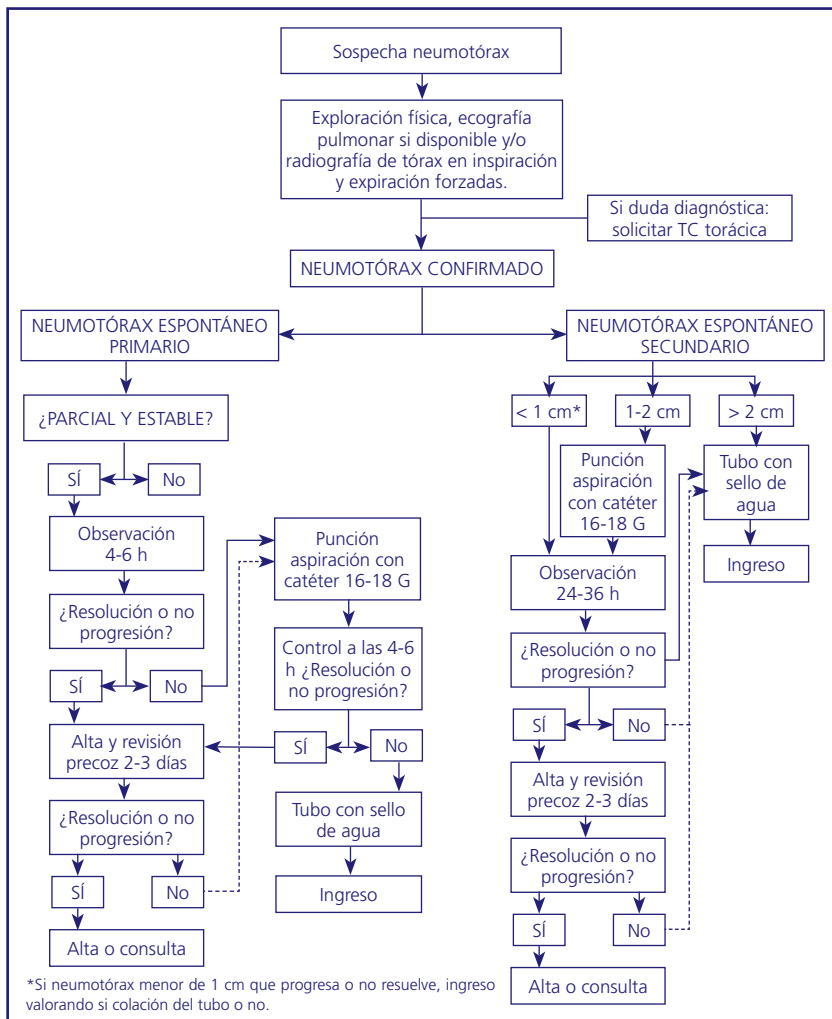 Sospecha neumotórax
Exploración física, ecografía
pulmonar si disponible y/o
radiografía de tórax en inspiración
y expiración forzadas.
Si duda diagnóstica:
solicitar TC torácica
NEUMOTÓRAX CONFIRMADO
NEUMOTÓRAX ESPONTÁNEO
PRIMARIO
¿PARCIAL Y ESTABLE?
SÍ
No
Observación
4-6 h
¿Resolución o no
progresión?
SÍ
No
Alta y revisión
precoz 2-3 días
¿Resolución o no
progresión?
SÍ
No
Alta o consulta
Punción
aspiración con
catéter 16-18 G
Control a las 4-6
h ¿Resolución o
no progresión?
SÍ
No
Tubo con sello
de agua
Ingreso
NEUMOTÓRAX ESPONTÁNEO
SECUNDARIO
< 1 cm*
1-2 cm
> 2 cm
Punción
aspiración
con catéter
16-18 G
Tubo con
sello de
agua
Ingreso
Observación
24-36 h
¿Resolución o no
progresión?
SÍ
No
Alta y revisión
precoz 2-3 días
¿Resolución o no
progresión?
SÍ
No
Alta o consulta
*Si neumotórax menor de 1 cm que progresa o no resuelve, ingreso
valorando si colación del tubo o no.